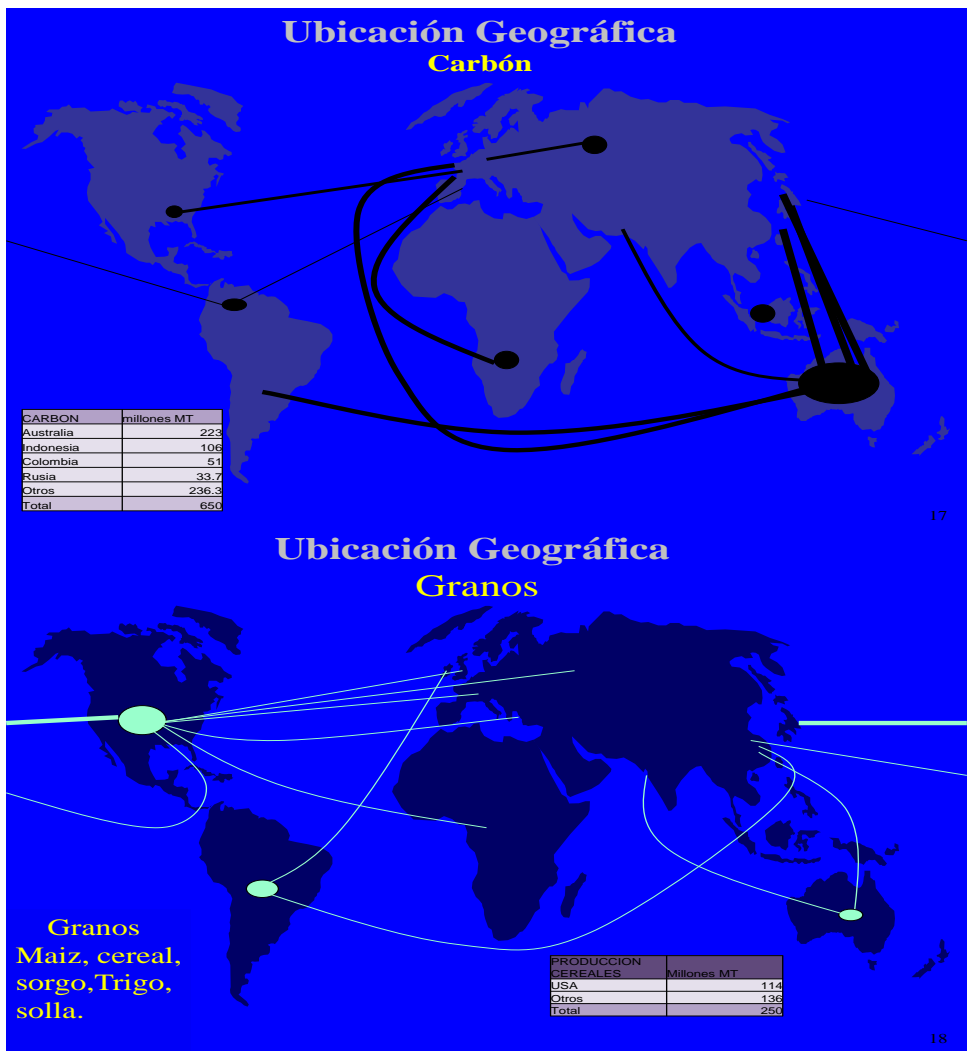 Ubicación Geográfica
Carbón
CARBON millones MT
Australia 223
Indonesia 106
Colombia 51
Rusia 33.7
Otros 236.3
Total 650
17
Ubicación Geográfica
Granos
Granos
Maiz, cereal,
sorgo,Trigo,
solla.
PRODUCCION
CEREALES Millones MT
USA 114
Otros 136
Total 250
18